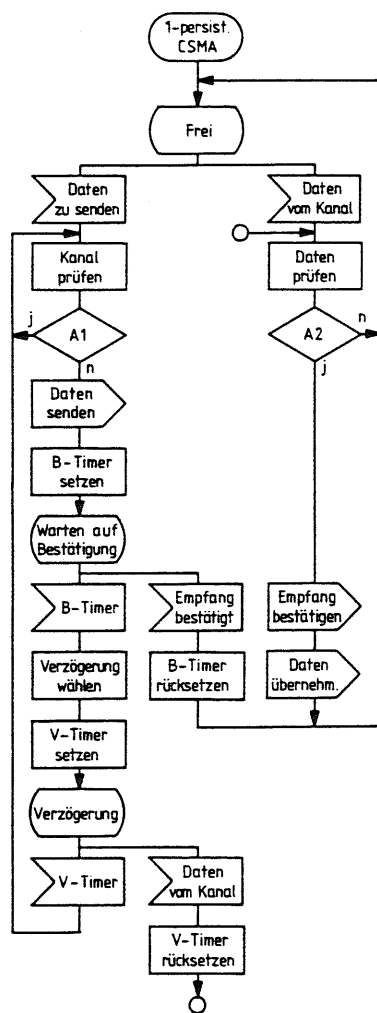 1-persist.
CSMA
Frei
Daten
zu senden
Daten
vom Kanal
Kanal
prüfen
Daten
prüfen
j
A1
n
A2
n
j
Daten
senden
B-Timer
setzen
Warten auf
Bestätigung
B-Timer
Empfang
bestätigt
Empfang
bestätigen
Verzögerung
wählen
B-Timer
rücksetzen
Daten
übernehm.
V-Timer
setzen
Verzögerung
V-Timer
Daten
vom Kanal
V-Timer
rücksetzen